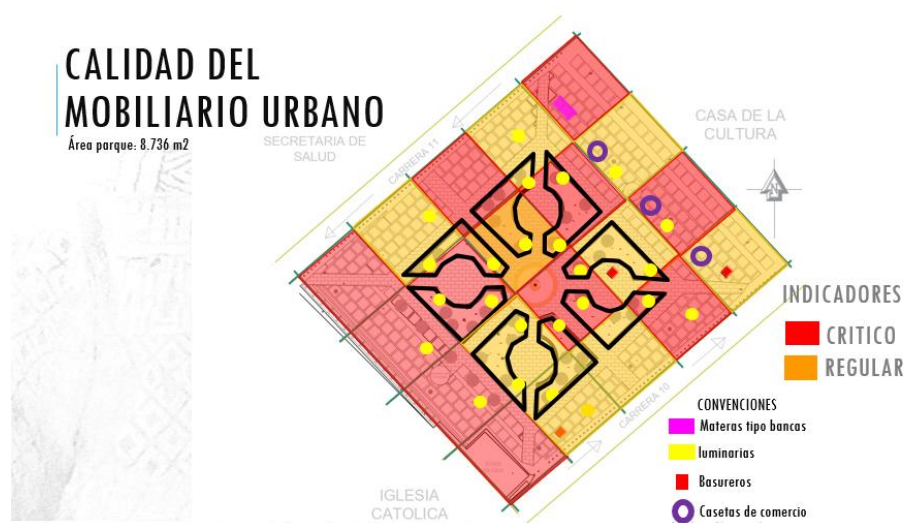 CALIDAD DEL
MOBILIARIO URBANO
Área parque: 8.736 m2
SECRETARIA DE
SALUD
CARRERA 11
CASA DE LA
CULTURA
N
INDICADORES
CRITICO
REGULAR
CONVENCIONES
Materas tipo bancas
luminarias
Basureros
Casetas de comercio
CARRERA 10
IGLESIA
CATOLICA